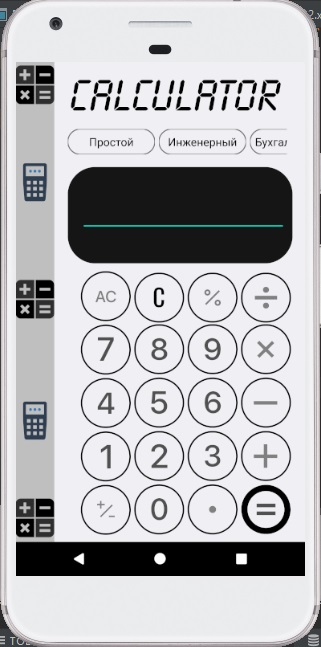 CALCULATOR
Простой Инженерный Бухгал
AC C % ÷
7 8 9 ×
4 5 6 −
1 2 3 +
+/− 0 • =